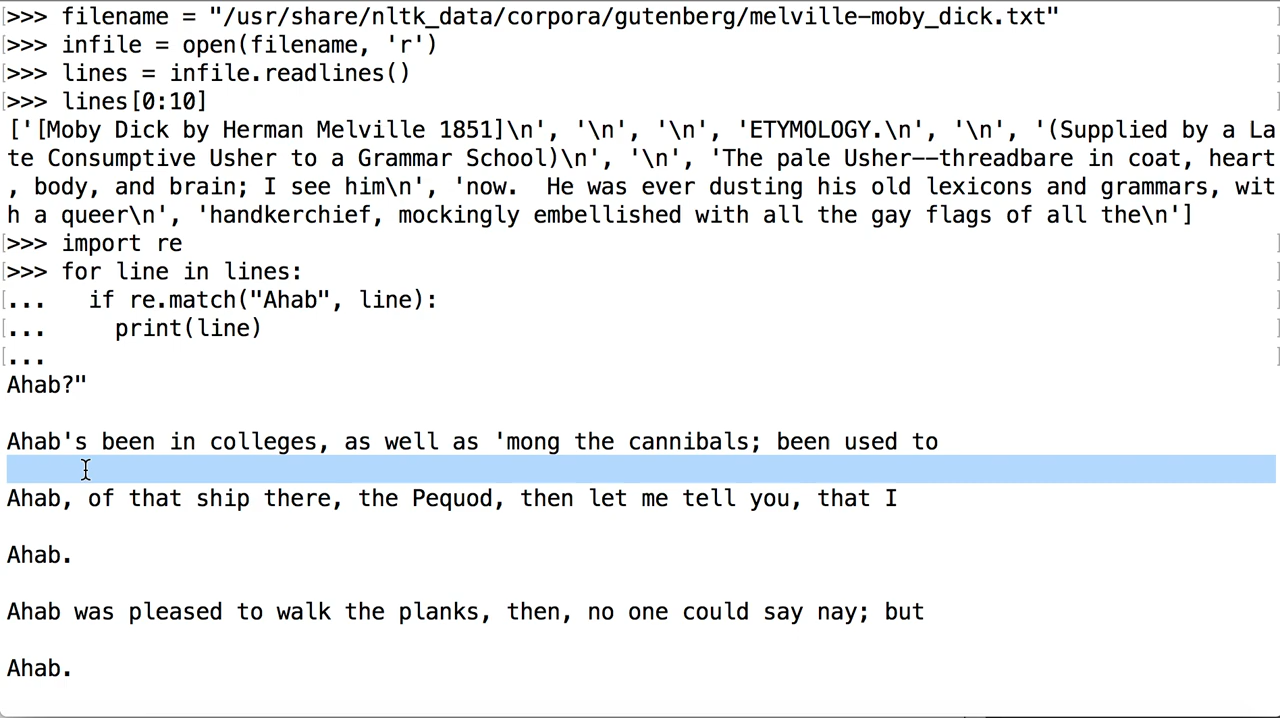 >>> filename = "/usr/share/nltk_data/corpora/gutenberg/melville-moby_dick.txt"
>>> infile = open(filename, 'r')
>>> lines = infile.readlines()
>>> lines[0:10]
['[Moby Dick by Herman Melville 1851]\n', '\n', '\n', 'ETYMOLOGY.\n', '\n', '(Supplied by a La
te Consumptive Usher to a Grammar School)\n', '\n', 'The pale Usher--threadbare in coat, heart
, body, and brain; I see him\n', 'now.  He was ever dusting his old lexicons and grammars, wit
h a queer\n', 'handkerchief, mockingly embellished with all the gay flags of all the\n']
>>> import re
>>> for line in lines:
...   if re.match("Ahab", line):
...     print(line)
...
Ahab?"
Ahab's been in colleges, as well as 'mong the cannibals; been used to
Ahab, of that ship there, the Pequod, then let me tell you, that I
Ahab.
Ahab was pleased to walk the planks, then, no one could say nay; but
Ahab.